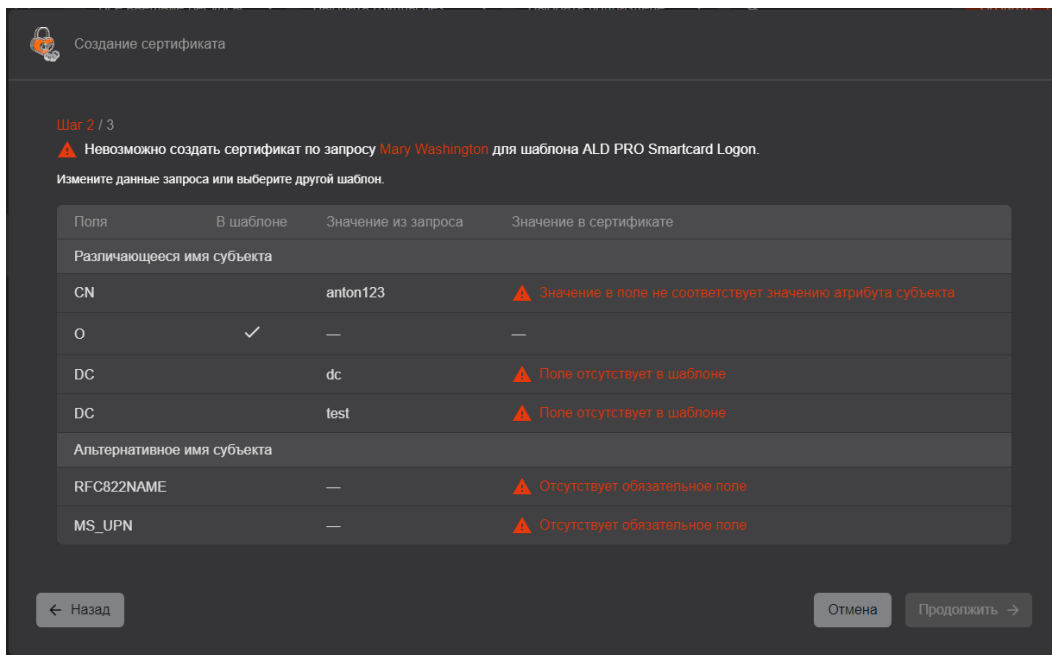 Создание сертификата
Шаг 2 / 3
Невозможно создать сертификат по запросу Mary Washington для шаблона ALD PRO Smartcard Logon.
Измените данные запроса или выберите другой шаблон.
Поля В шаблоне Значение из запроса Значение в сертификате
Различающееся имя субъекта
CN anton123 Значение в поле не соответствует значению атрибута субъекта
O ✓ — —
DC dc Поле отсутствует в шаблоне
DC test Поле отсутствует в шаблоне
Альтернативное имя субъекта
RFC822NAME — Отсутствует обязательное поле
MS_UPN — Отсутствует обязательное поле
← Назад Отмена Продолжить →